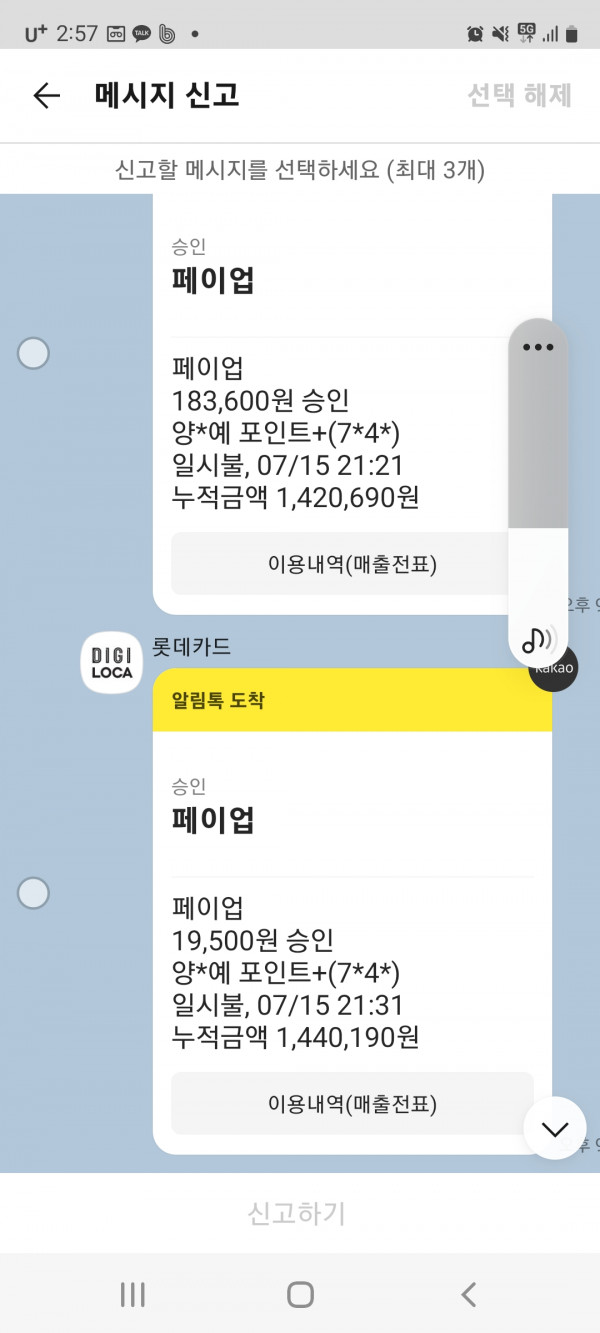 U+ 2:57 TALK 5G
메시지 신고 선택 해제
신고할 메시지를 선택하세요 (최대 3개)
승인
페이업
페이업
183,600원 승인
양*예 포인트+(7*4*)
일시불, 07/15 21:21
누적금액 1,420,690원
이용내역(매출전표)
오후
DIGI
LOCA
롯데카드
kakao
알림톡 도착
승인
페이업
페이업
19,500원 승인
양*예 포인트+(7*4*)
일시불, 07/15 21:31
누적금액 1,440,190원
이용내역(매출전표)
신고하기